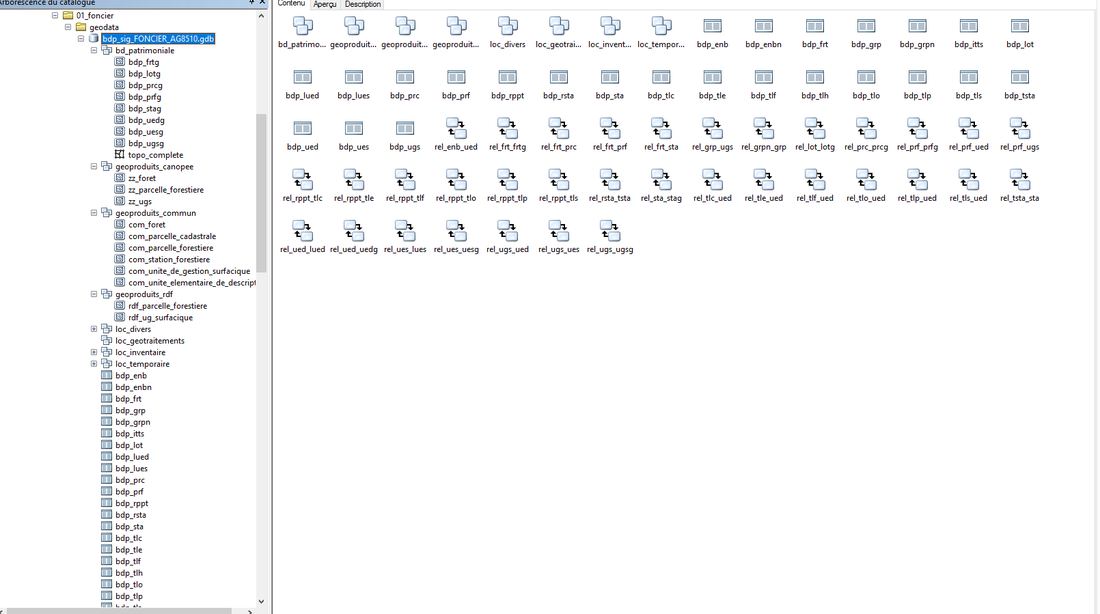 Arborescence du catalogue
01_foncier
geodata
bdp_sig_FONCIER_AG8510.gdb
bd_patrimoniale
bdp_frtg
bdp_lotg
bdp_prcg
bdp_prfg
bdp_stag
bdp_uedg
bdp_uesg
bdp_ugsg
topo_complete
geoproduits_canopee
zz_foret
zz_parcelle_forestiere
zz_ugs
geoproduits_commun
com_foret
com_parcelle_cadastrale
com_parcelle_forestiere
com_station_forestiere
com_unite_de_gestion_surfacique
com_unite_elementaire_de_descript
geoproduits_rdf
rdf_parcelle_forestiere
rdf_ug_surfacique
loc_divers
loc_geotraitements
loc_inventaire
loc_temporaire
bdp_enb
bdp_enbn
bdp_frt
bdp_grp
bdp_grpn
bdp_itts
bdp_lot
bdp_lued
bdp_lues
bdp_prc
bdp_prf
bdp_rppt
bdp_rsta
bdp_sta
bdp_tlc
bdp_tle
bdp_tlf
bdp_tlh
bdp_tlo
bdp_tlp
Contenu Aperçu Description
bd_patrimo... geoproduit... geoproduit... geoproduit... loc_divers loc_geotrai... loc_invent... loc_tempor... bdp_enb bdp_enbn bdp_frt bdp_grp bdp_grpn bdp_itts bdp_lot
bdp_lued bdp_lues bdp_prc bdp_prf bdp_rppt bdp_rsta bdp_sta bdp_tlc bdp_tle bdp_tlf bdp_tlh bdp_tlo bdp_tlp bdp_tls bdp_tsta
bdp_ued bdp_ues bdp_ugs rel_enb_ued rel_frt_frtg rel_frt_prc rel_frt_prf rel_frt_sta rel_grp_ugs rel_grpn_grp rel_lot_lotg rel_prc_prcg rel_prf_prfg rel_prf_ued rel_prf_ugs
rel_rppt_tlc rel_rppt_tle rel_rppt_tlf rel_rppt_tlo rel_rppt_tlp rel_rppt_tls rel_rsta_tsta rel_sta_stag rel_tlc_ued rel_tle_ued rel_tlf_ued rel_tlo_ued rel_tlp_ued rel_tls_ued rel_tsta_sta
rel_ued_lued rel_ued_uedg rel_ues_lues rel_ues_uesg rel_ugs_ued rel_ugs_ues rel_ugs_ugsg